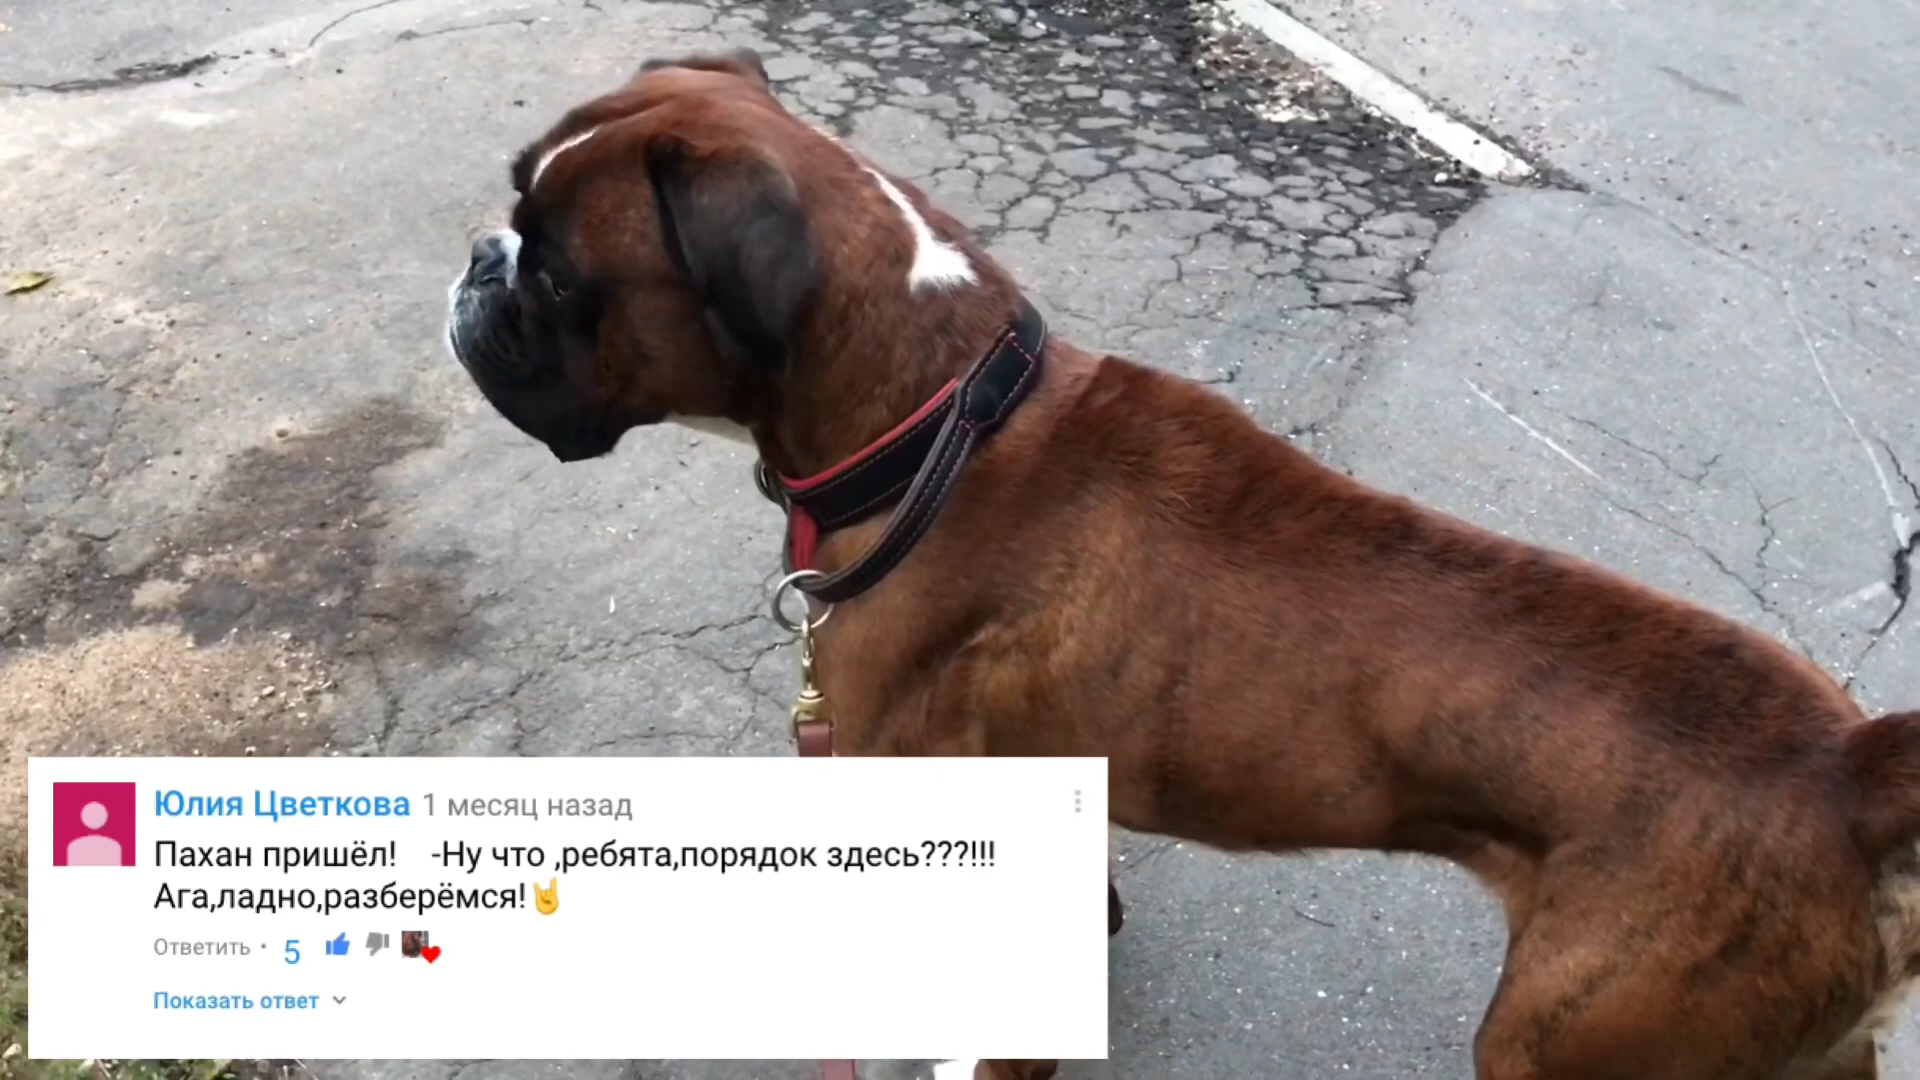 Юлия Цветкова 1 месяц назад
Пахан пришёл! -Ну что ,ребята,порядок здесь???!!!
Ага,ладно,разберёмся!🤘
Ответить • 5
Показать ответ